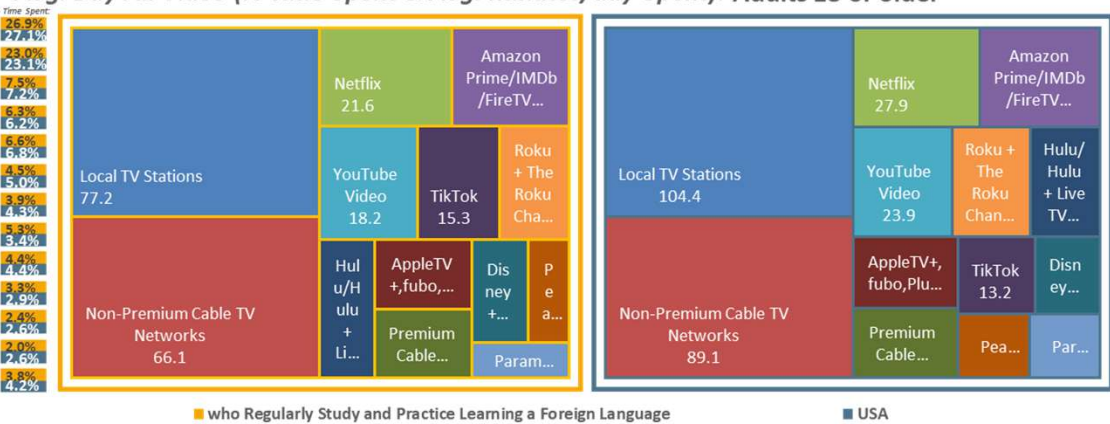 Time Spent:
26.9%
27.1%
23.0%
23.1%
7.5%
7.2%
6.3%
6.2%
6.6%
6.8%
4.5%
5.0%
3.9%
4.3%
5.3%
3.4%
4.4%
4.4%
3.3%
2.9%
2.4%
2.6%
2.0%
2.6%
3.8%
4.2%
Local TV Stations
77.2
Non-Premium Cable TV
Networks
66.1
Netflix
21.6
Amazon
Prime/IMDb
/FireTV...
YouTube
Video
18.2
TikTok
15.3
Roku
+ The
Roku
Cha...
Hul
u/H
ulu
+
Li...
AppleTV
+,fubo,...
Premium
Cable...
Dis
ney
+...
P
e
a...
Param...
Local TV Stations
104.4
Non-Premium Cable TV
Networks
89.1
Netflix
27.9
Amazon
Prime/IMDb
/FireTV...
YouTube
Video
23.9
Roku +
The
Roku
Chan...
Hulu/
Hulu
+ Live
TV...
AppleTV+,
fubo,Plu...
Premium
Cable...
TikTok
13.2
Disn
ey...
Pea...
Par...
who Regularly Study and Practice Learning a Foreign Language
USA